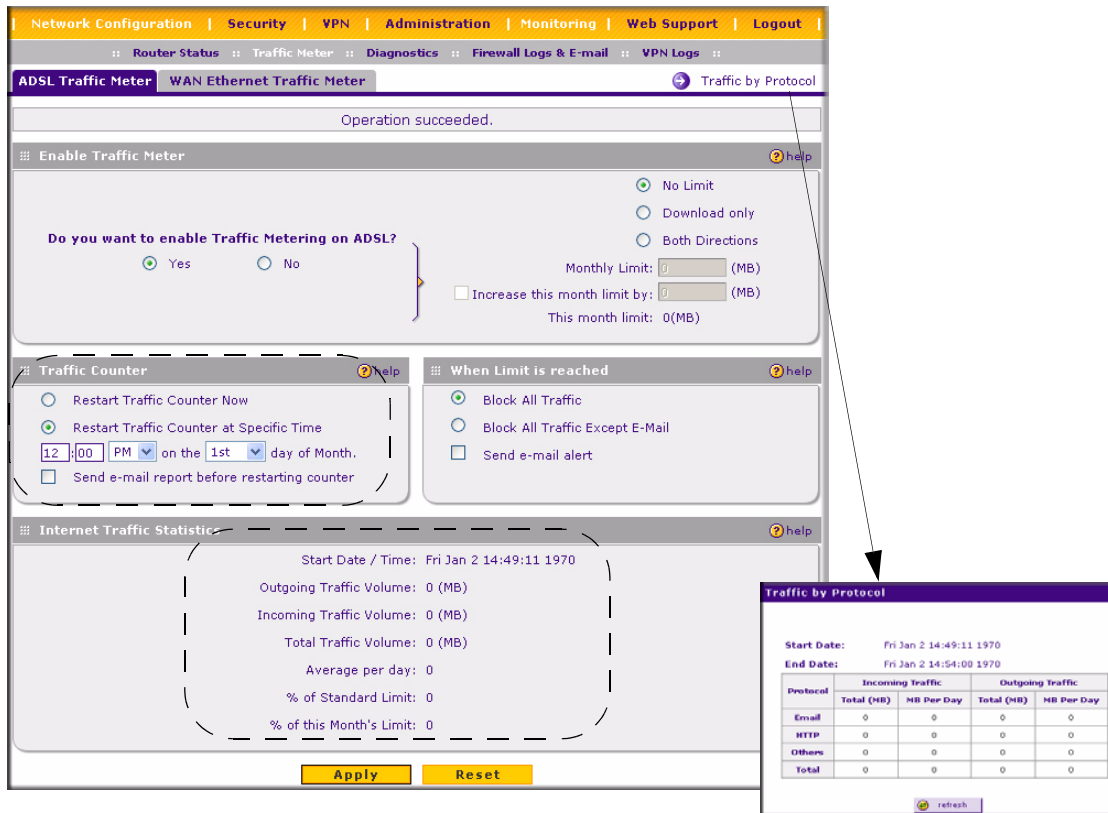 Network Configuration | Security | VPN | Administration | Monitoring | Web Support | Logout |
:: Router Status :: Traffic Meter :: Diagnostics :: Firewall Logs & E-mail :: VPN Logs ::
ADSL Traffic Meter WAN Ethernet Traffic Meter Traffic by Protocol
Operation succeeded.
Enable Traffic Meter help
Do you want to enable Traffic Metering on ADSL?
Yes No
No Limit
Download only
Both Directions
Monthly Limit: 0 (MB)
Increase this month limit by: 0 (MB)
This month limit: 0(MB)
Traffic Counter help
Restart Traffic Counter Now
Restart Traffic Counter at Specific Time
12 :00 PM on the 1st day of Month.
Send e-mail report before restarting counter
When Limit is reached help
Block All Traffic
Block All Traffic Except E-Mail
Send e-mail alert
Internet Traffic Statistics help
Start Date / Time: Fri Jan 2 14:49:11 1970
Outgoing Traffic Volume: 0 (MB)
Incoming Traffic Volume: 0 (MB)
Total Traffic Volume: 0 (MB)
Average per day: 0
% of Standard Limit: 0
% of this Month's Limit: 0
Apply Reset
Traffic by Protocol
Start Date: Fri Jan 2 14:49:11 1970
End Date: Fri Jan 2 14:54:00 1970
Protocol Incoming Traffic Outgoing Traffic
Total (MB) MB Per Day Total (MB) MB Per Day
Email 0 0 0 0
HTTP 0 0 0 0
Others 0 0 0 0
Total 0 0 0 0
refresh